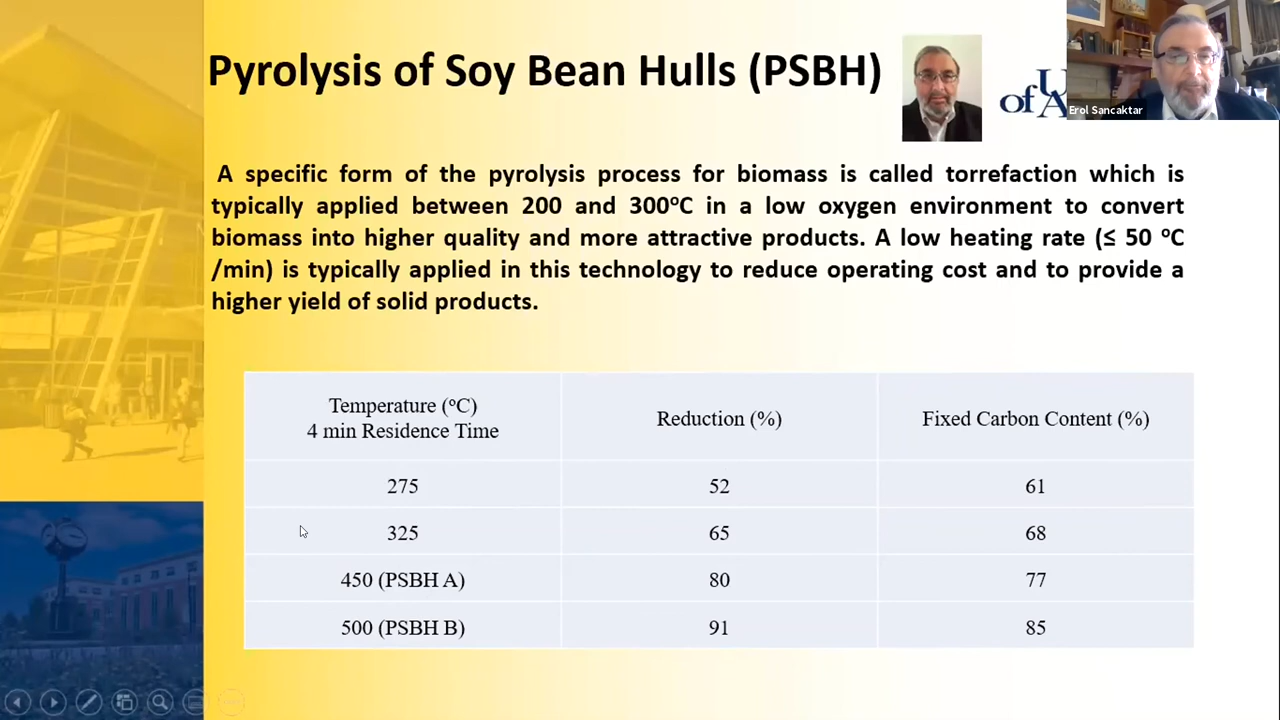 Pyrolysis of Soy Bean Hulls (PSBH)
U
of A
Erol Sancaktar
A specific form of the pyrolysis process for biomass is called torrefaction which is
typically applied between 200 and 300°C in a low oxygen environment to convert
biomass into higher quality and more attractive products. A low heating rate (≤ 50 °C
/min) is typically applied in this technology to reduce operating cost and to provide a
higher yield of solid products.
Temperature (°C)
4 min Residence Time
Reduction (%)
Fixed Carbon Content (%)
275 52 61
325 65 68
450 (PSBH A) 80 77
500 (PSBH B) 91 85